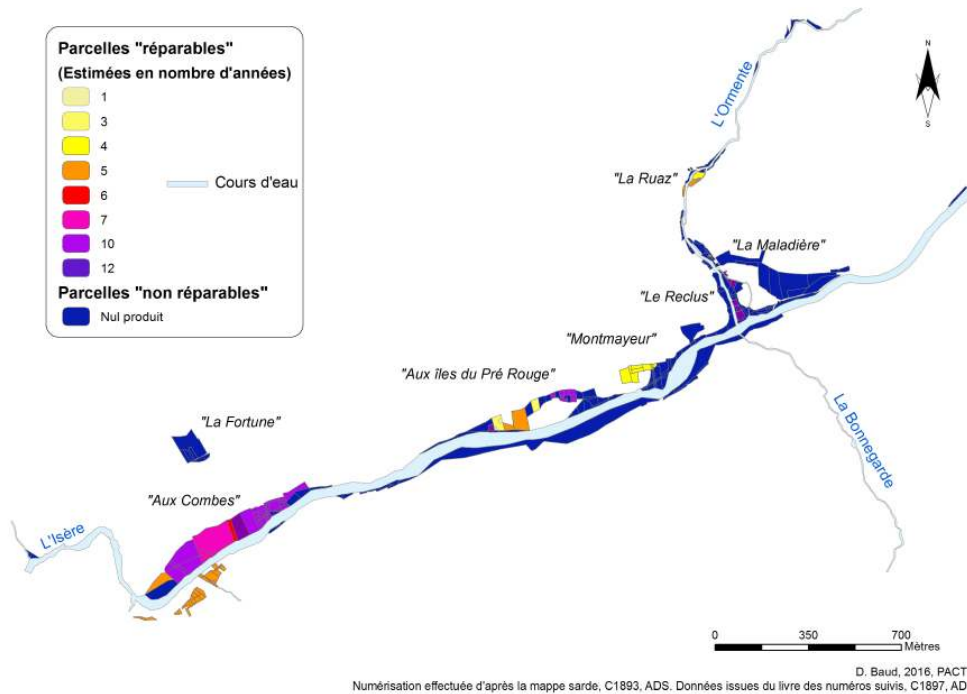 Parcelles "réparables"
(Estimées en nombre d'années)
1
3
4
5
6
7
10
12
Cours d'eau
Parcelles "non réparables"
Nul produit
N
S
L'Ormente
"La Ruaz"
"La Maladière"
"Le Reclus"
"Montmayeur"
"Aux îles du Pré Rouge"
"La Fortune"
"Aux Combes"
L'Isère
La Bonnegarde
0 350 700
Mètres
D. Baud, 2016, PACT
Numérisation effectuée d'après la mappe sarde, C1893, ADS. Données issues du livre des numéros suivis, C1897, AD